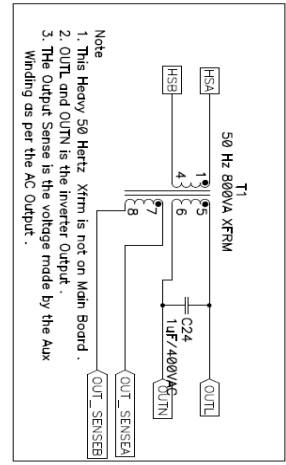 HSA
HSB
T1
50 Hz 800VA XFRM
1
4
5
6
7
8
C24
1uF/400VAC
OUTL
OUTN
OUT_SENSEA
OUT_SENSEB
Note
1. This Heavy 50 Hertz Xfrm is not on Main Board .
2. OUTL and OUTN is the Inverter Output .
3. THe Output Sense is the voltage made by the Aux
Winding as per the AC Output .